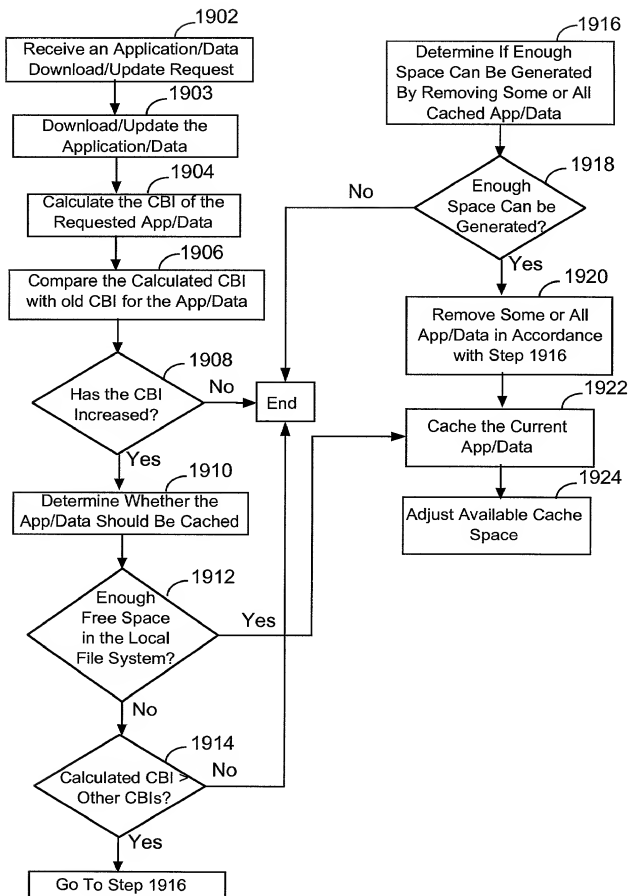 1902
Receive an Application/Data
Download/Update Request
1903
Download/Update the
Application/Data
1904
Calculate the CBI of the
Requested App/Data
1906
Compare the Calculated CBI
with old CBI for the App/Data
1908
Has the CBI
Increased?
No
End
Yes
1910
Determine Whether the
App/Data Should Be Cached
1912
Enough
Free Space
in the Local
File System?
Yes
No
1914
Calculated CBI >
Other CBIs?
No
Yes
Go To Step 1916
1916
Determine If Enough
Space Can Be Generated
By Removing Some or All
Cached App/Data
1918
Enough
Space Can be
Generated?
No
Yes
1920
Remove Some or All
App/Data in Accordance
with Step 1916
1922
Cache the Current
App/Data
1924
Adjust Available Cache
Space